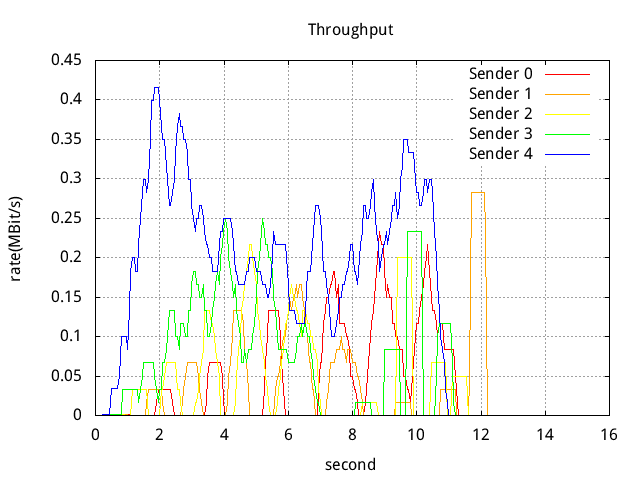 Throughput
rate(MBit/s)
0.45
0.4
0.35
0.3
0.25
0.2
0.15
0.1
0.05
0
Sender 0
Sender 1
Sender 2
Sender 3
Sender 4
0 2 4 6 8 10 12 14 16
second